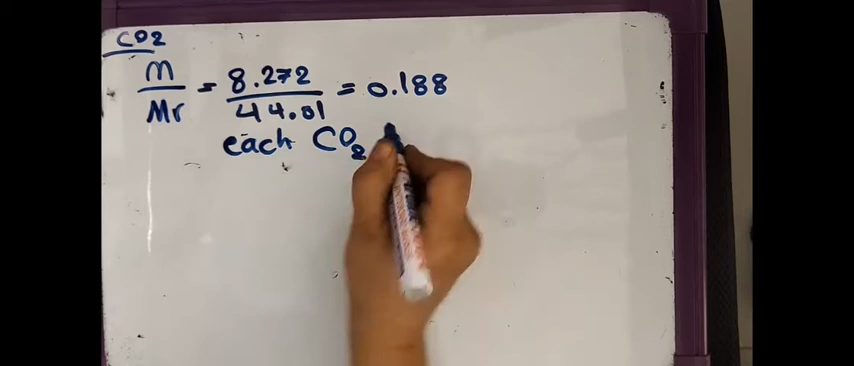 CO2
m/Mr = 8.272/44.01 = 0.188
each CO2